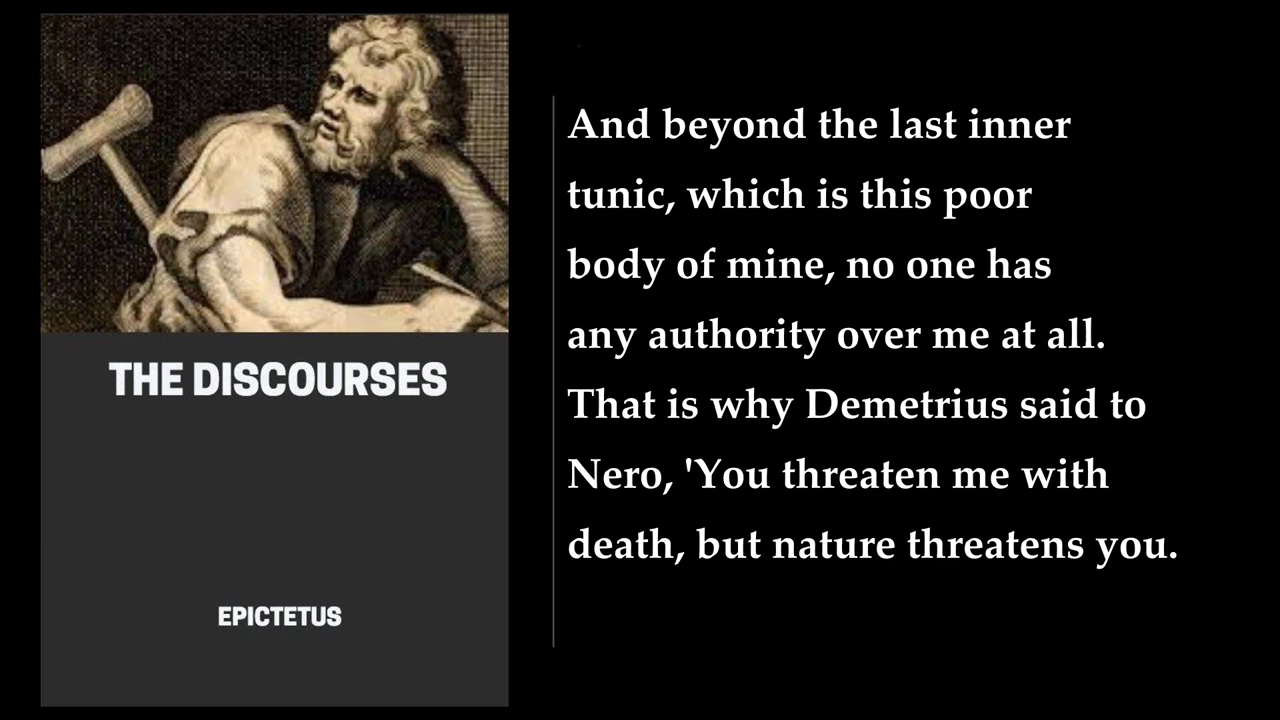 THE DISCOURSES
EPICTETUS
And beyond the last inner
tunic, which is this poor
body of mine, no one has
any authority over me at all.
That is why Demetrius said to
Nero, 'You threaten me with
death, but nature threatens you.